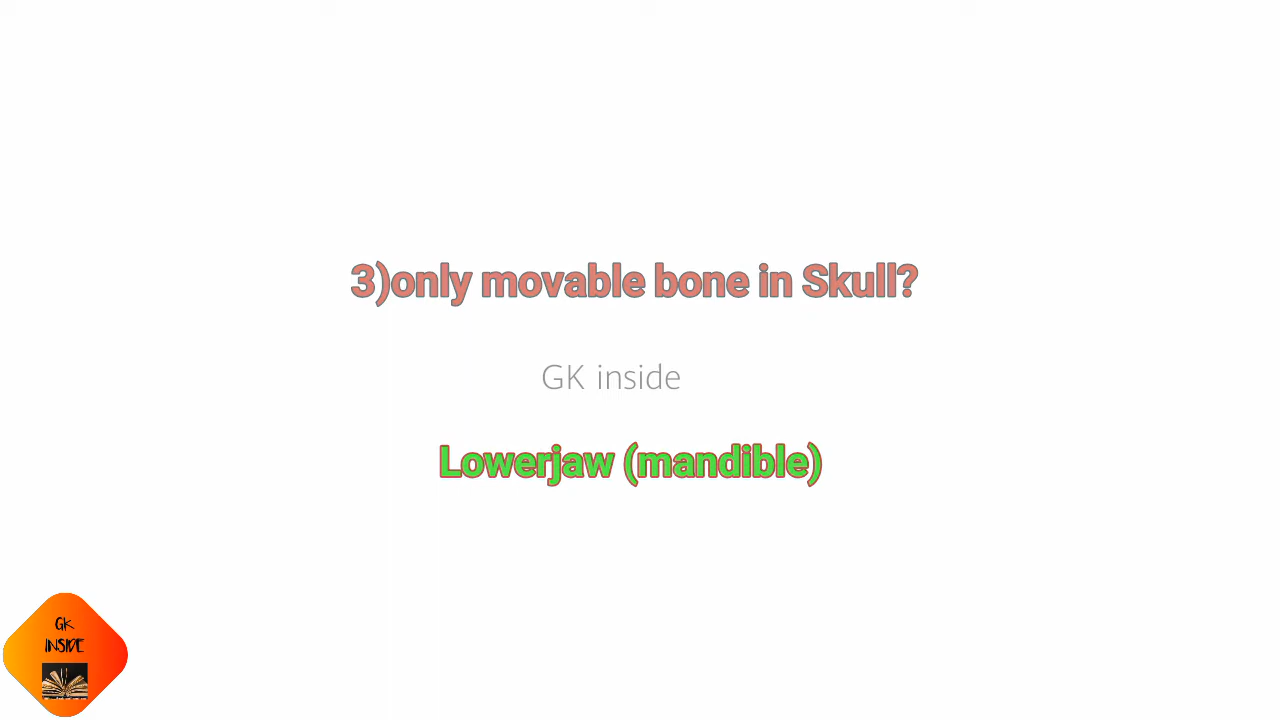 3)only movable bone in Skull?
GK inside
Lowerjaw (mandible)
GK
INSIDE